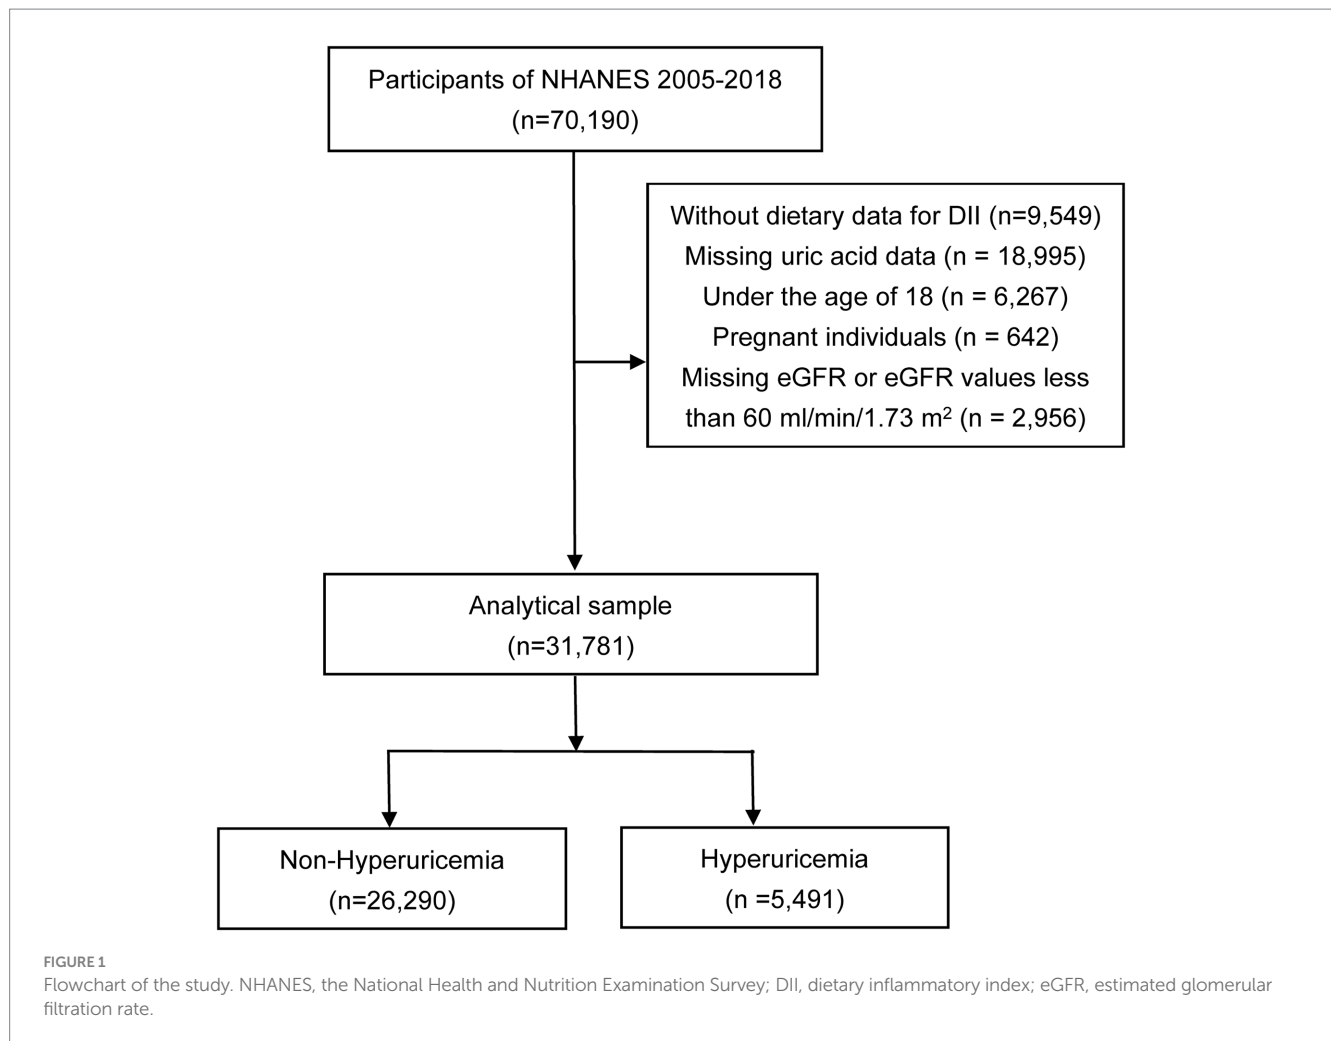 Participants of NHANES 2005-2018
(n=70,190)
Without dietary data for DII (n=9,549)
Missing uric acid data (n = 18,995)
Under the age of 18 (n = 6,267)
Pregnant individuals (n = 642)
Missing eGFR or eGFR values less
than 60 ml/min/1.73 m² (n = 2,956)
Analytical sample
(n=31,781)
Non-Hyperuricemia
(n=26,290)
Hyperuricemia
(n =5,491)
FIGURE 1
Flowchart of the study. NHANES, the National Health and Nutrition Examination Survey; DII, dietary inflammatory index; eGFR, estimated glomerular
filtration rate.